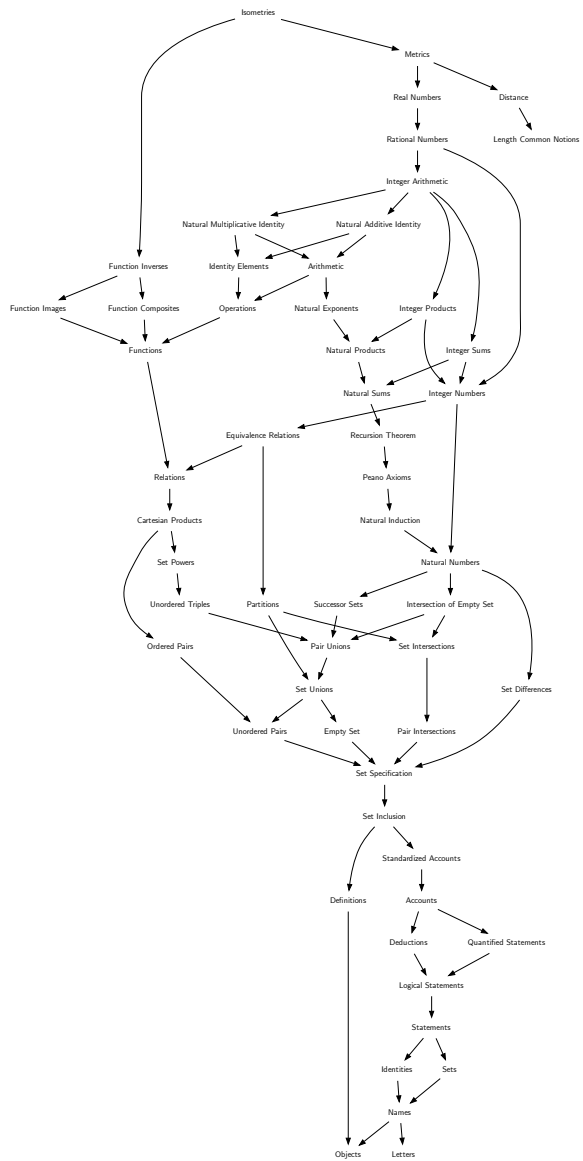 Isometries
Metrics
Real Numbers
Distance
Rational Numbers
Length Common Notions
Integer Arithmetic
Natural Multiplicative Identity
Natural Additive Identity
Function Inverses
Identity Elements
Arithmetic
Function Images
Function Composites
Operations
Natural Exponents
Integer Products
Functions
Natural Products
Integer Sums
Natural Sums
Integer Numbers
Equivalence Relations
Recursion Theorem
Relations
Peano Axioms
Cartesian Products
Natural Induction
Set Powers
Natural Numbers
Unordered Triples
Partitions
Successor Sets
Intersection of Empty Set
Ordered Pairs
Pair Unions
Set Intersections
Set Unions
Set Differences
Unordered Pairs
Empty Set
Pair Intersections
Set Specification
Set Inclusion
Standardized Accounts
Definitions
Accounts
Deductions
Quantified Statements
Logical Statements
Statements
Identities
Sets
Names
Objects
Letters